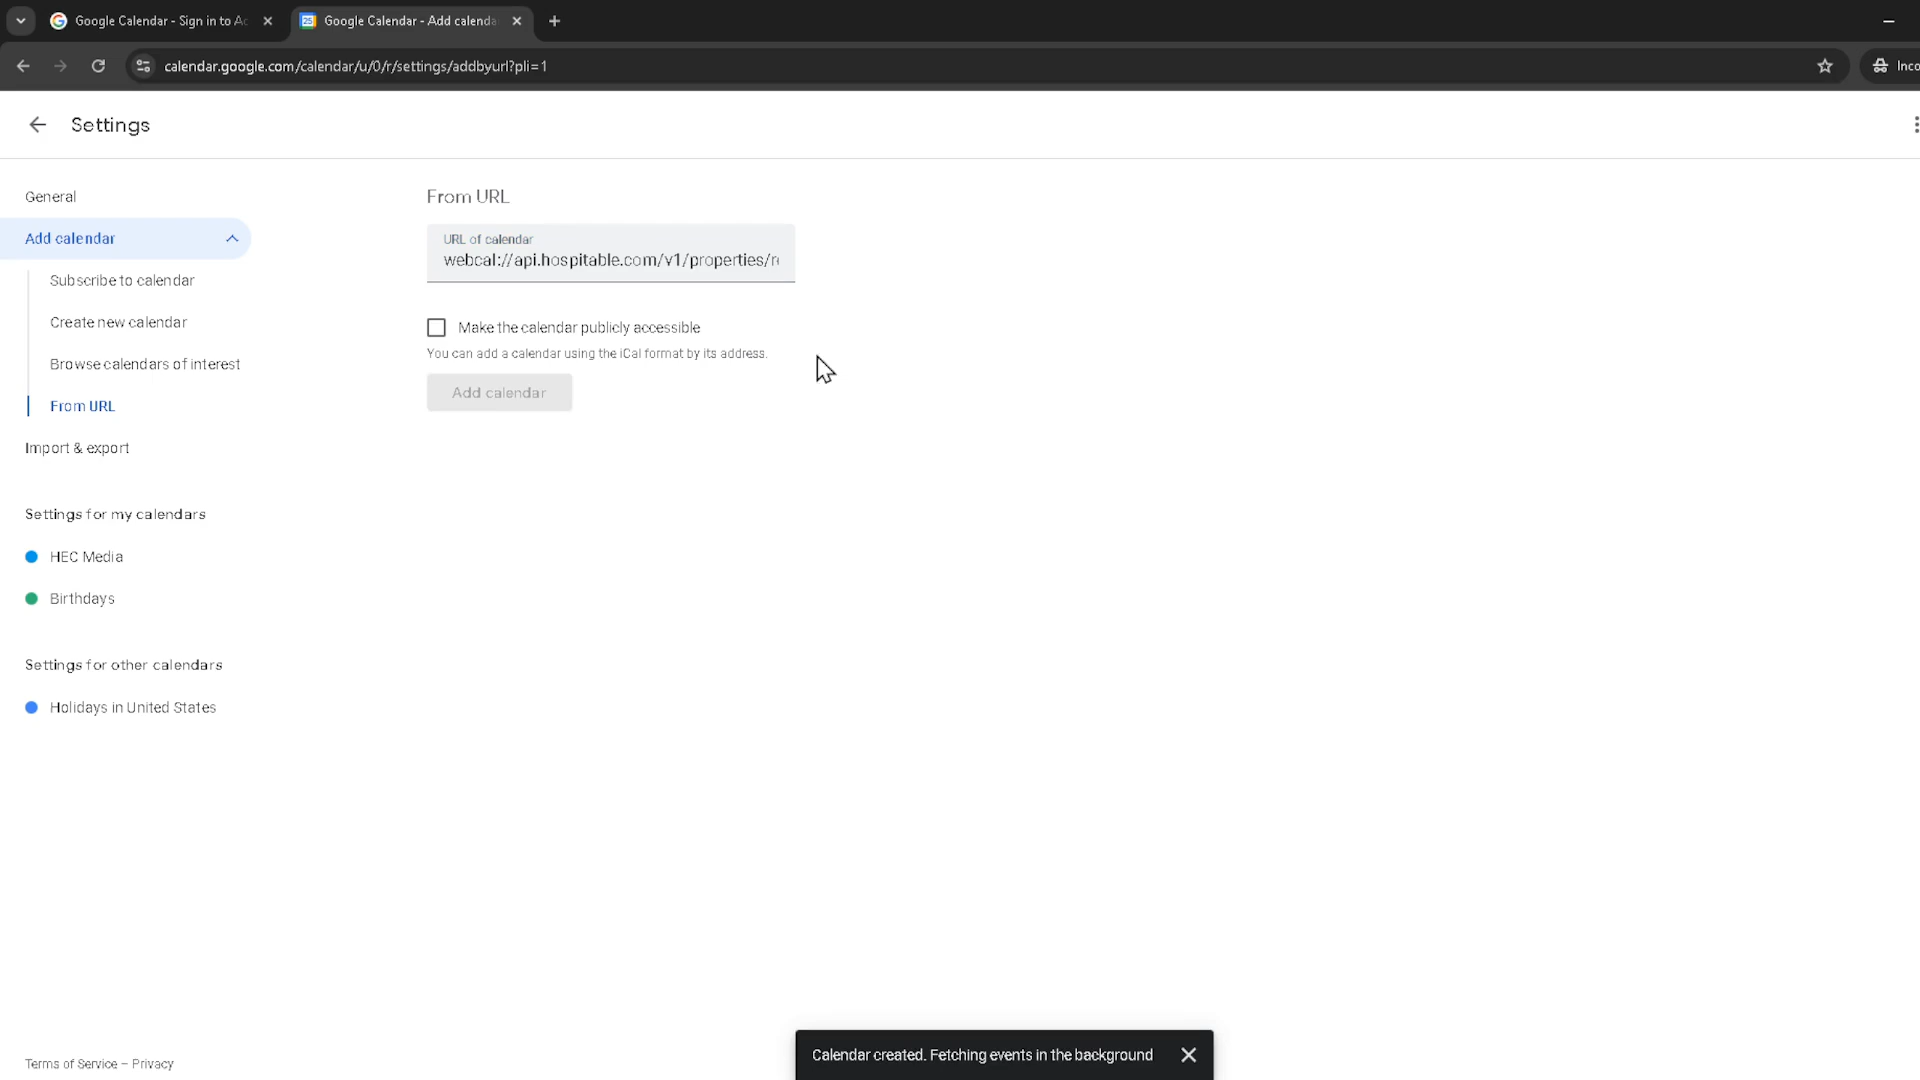 Google Calendar - Sign in to Ac
Google Calendar - Add calenda
calendar.google.com/calendar/u/0/r/settings/addbyurl?pli=1
Inco
Settings
General
Add calendar
Subscribe to calendar
Create new calendar
Browse calendars of interest
From URL
Import & export
Settings for my calendars
HEC Media
Birthdays
Settings for other calendars
Holidays in United States
Terms of Service – Privacy
From URL
URL of calendar
webcal://api.hospitable.com/v1/properties/re
Make the calendar publicly accessible
You can add a calendar using the iCal format by its address.
Add calendar
Calendar created. Fetching events in the background